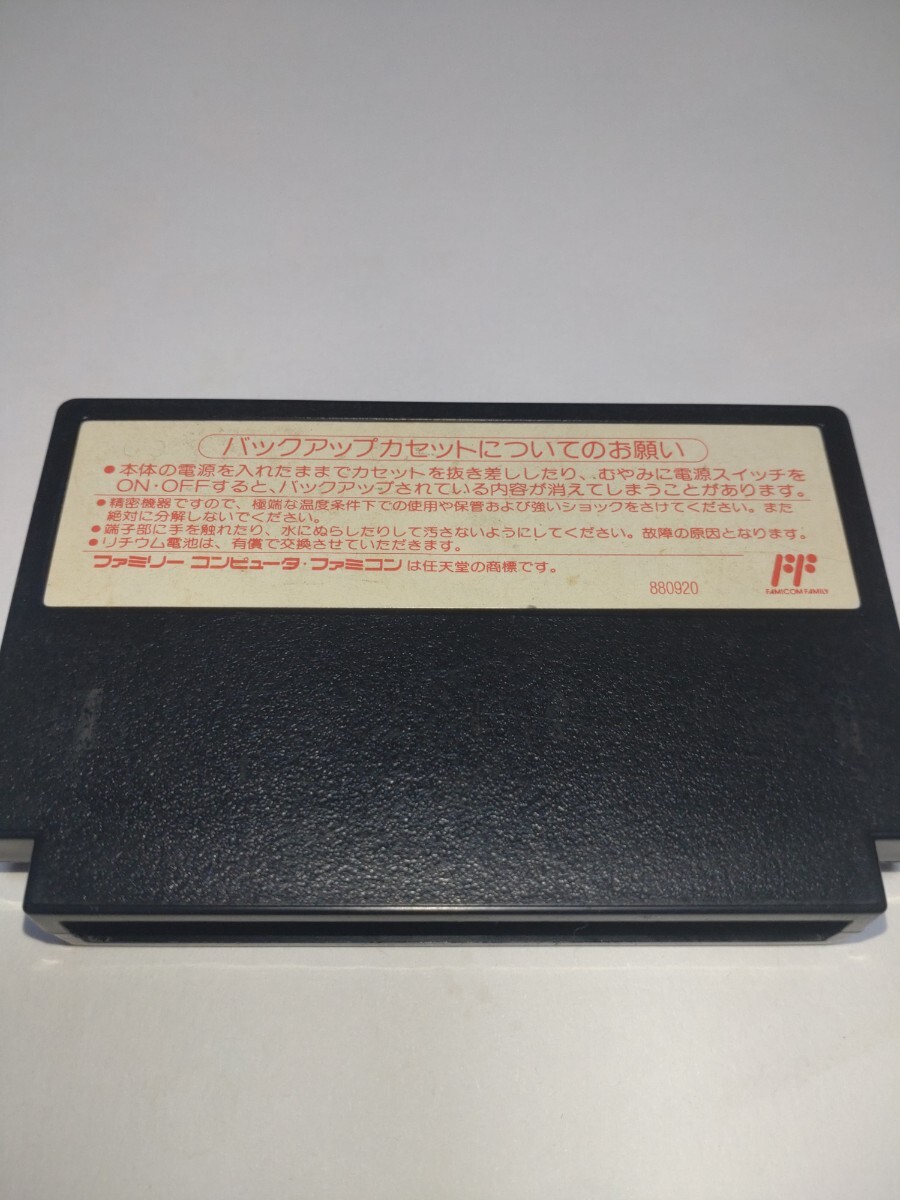 バックアップカセットについてのお願い
●本体の電源を入れたままでカセットを抜き差ししたり、むやみに電源スイッチを
ON・OFFすると、バックアップされている内容が消えてしまうことがあります。
●精密機器ですので、極端な温度条件下での使用や保管および強いショックをさけてください。また
絶対に分解しないでください。
●端子部に手を触れたり、水にぬらしたりして汚さないようにしてください。故障の原因となります。
●リチウム電池は、有償で交換させていただきます。
ファミリー コンピュータ・ファミコンは任天堂の商標です。
880920
FF
FAMICOM FAMILY